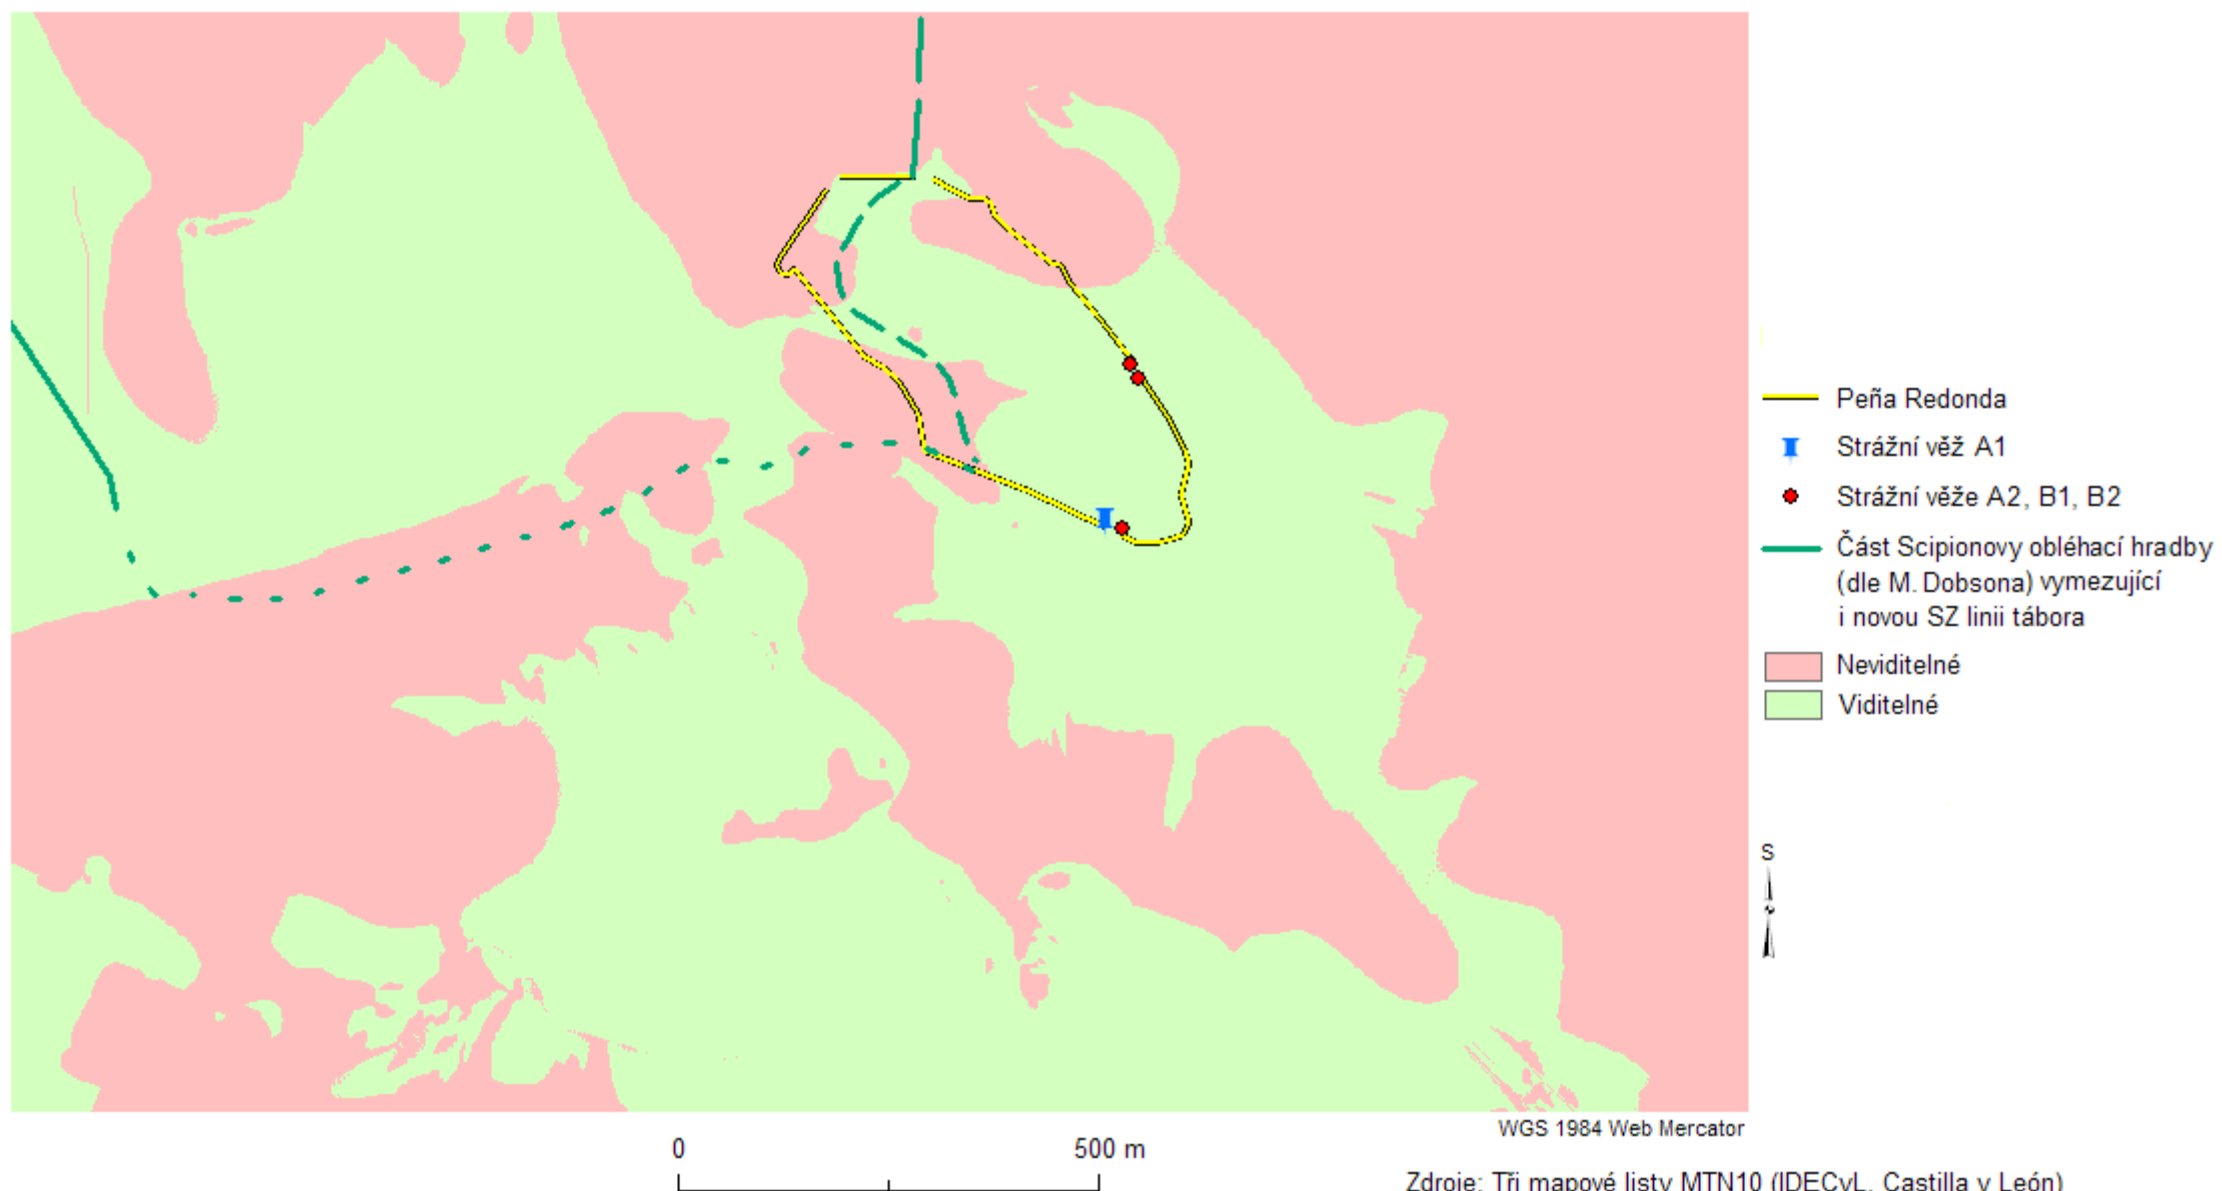 Peña Redonda
Strážní věž A1
Strážní věže A2, B1, B2
Část Scipionovy obléhací hradby
(dle M. Dobsona) vymezující
i novou SZ linii tábora
Neviditelné
Viditelné
S
WGS 1984 Web Mercator
0 500 m
Zdroje: Tři mapové listy MTN10 (IDECyL, Castilla y León)